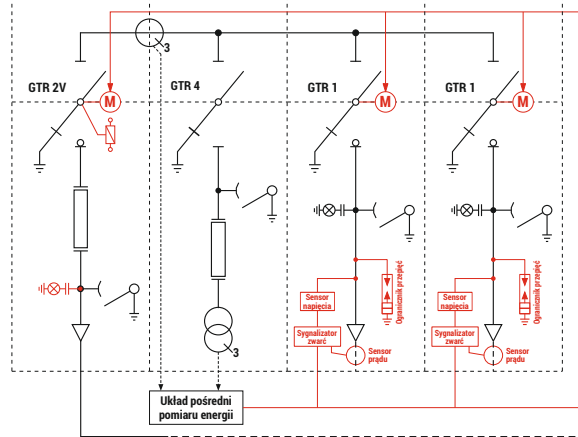 3
GTR 2V
M
GTR 4
GTR 1
M
GTR 1
M
Sensor
napięcia
Ogranicznik przepięć
Sensor
napięcia
Ogranicznik przepięć
Sygnalizator
zwarć
Sensor
prądu
Sygnalizator
zwarć
Sensor
prądu
3
Układ pośredni
pomiaru energii